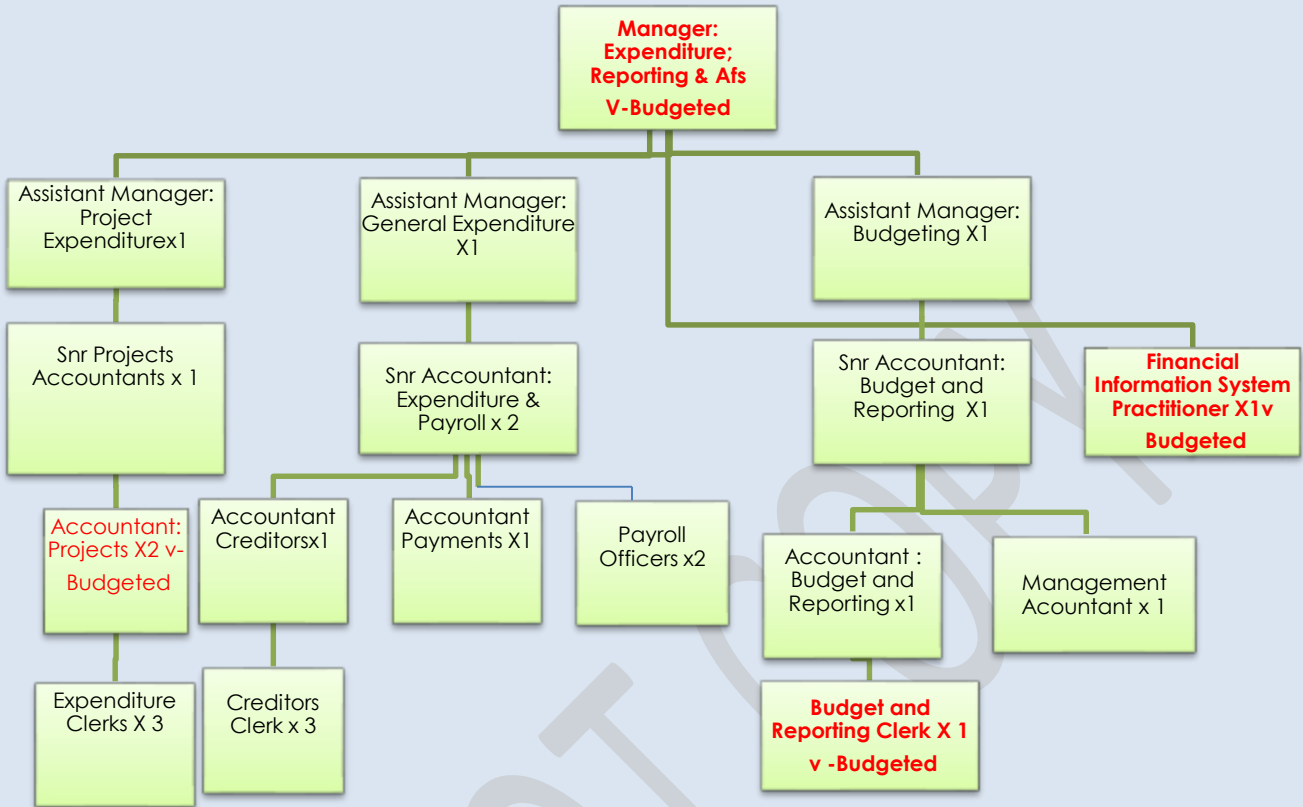 Manager:
Expenditure;
Reporting & Afs
V-Budgeted
Assistant Manager:
Project
Expenditurex1
Assistant Manager:
General Expenditure
X1
Assistant Manager:
Budgeting X1
Snr Projects
Accountants x 1
Snr Accountant:
Expenditure &
Payroll x 2
Snr Accountant:
Budget and
Reporting X1
Financial
Information System
Practitioner X1v
Budgeted
Accountant:
Projects X2 v-
Budgeted
Accountant
Creditorsx1
Accountant
Payments X1
Payroll
Officers x2
Accountant :
Budget and
Reporting x1
Management
Acountant x 1
Expenditure
Clerks X 3
Creditors
Clerk x 3
Budget and
Reporting Clerk X 1
v -Budgeted